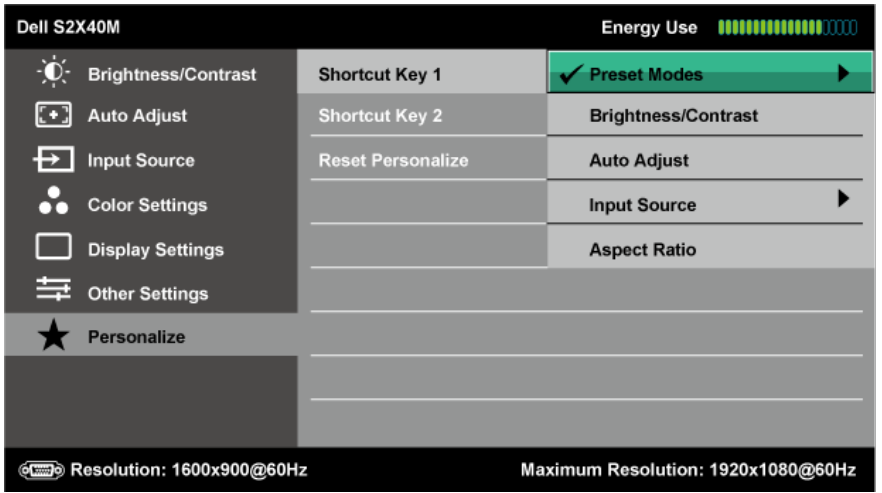 Dell S2X40M Energy Use
Brightness/Contrast Shortcut Key 1 Preset Modes
Auto Adjust Shortcut Key 2 Brightness/Contrast
Input Source Reset Personalize Auto Adjust
Color Settings Input Source
Display Settings Aspect Ratio
Other Settings
Personalize
Resolution: 1600x900@60Hz Maximum Resolution: 1920x1080@60Hz